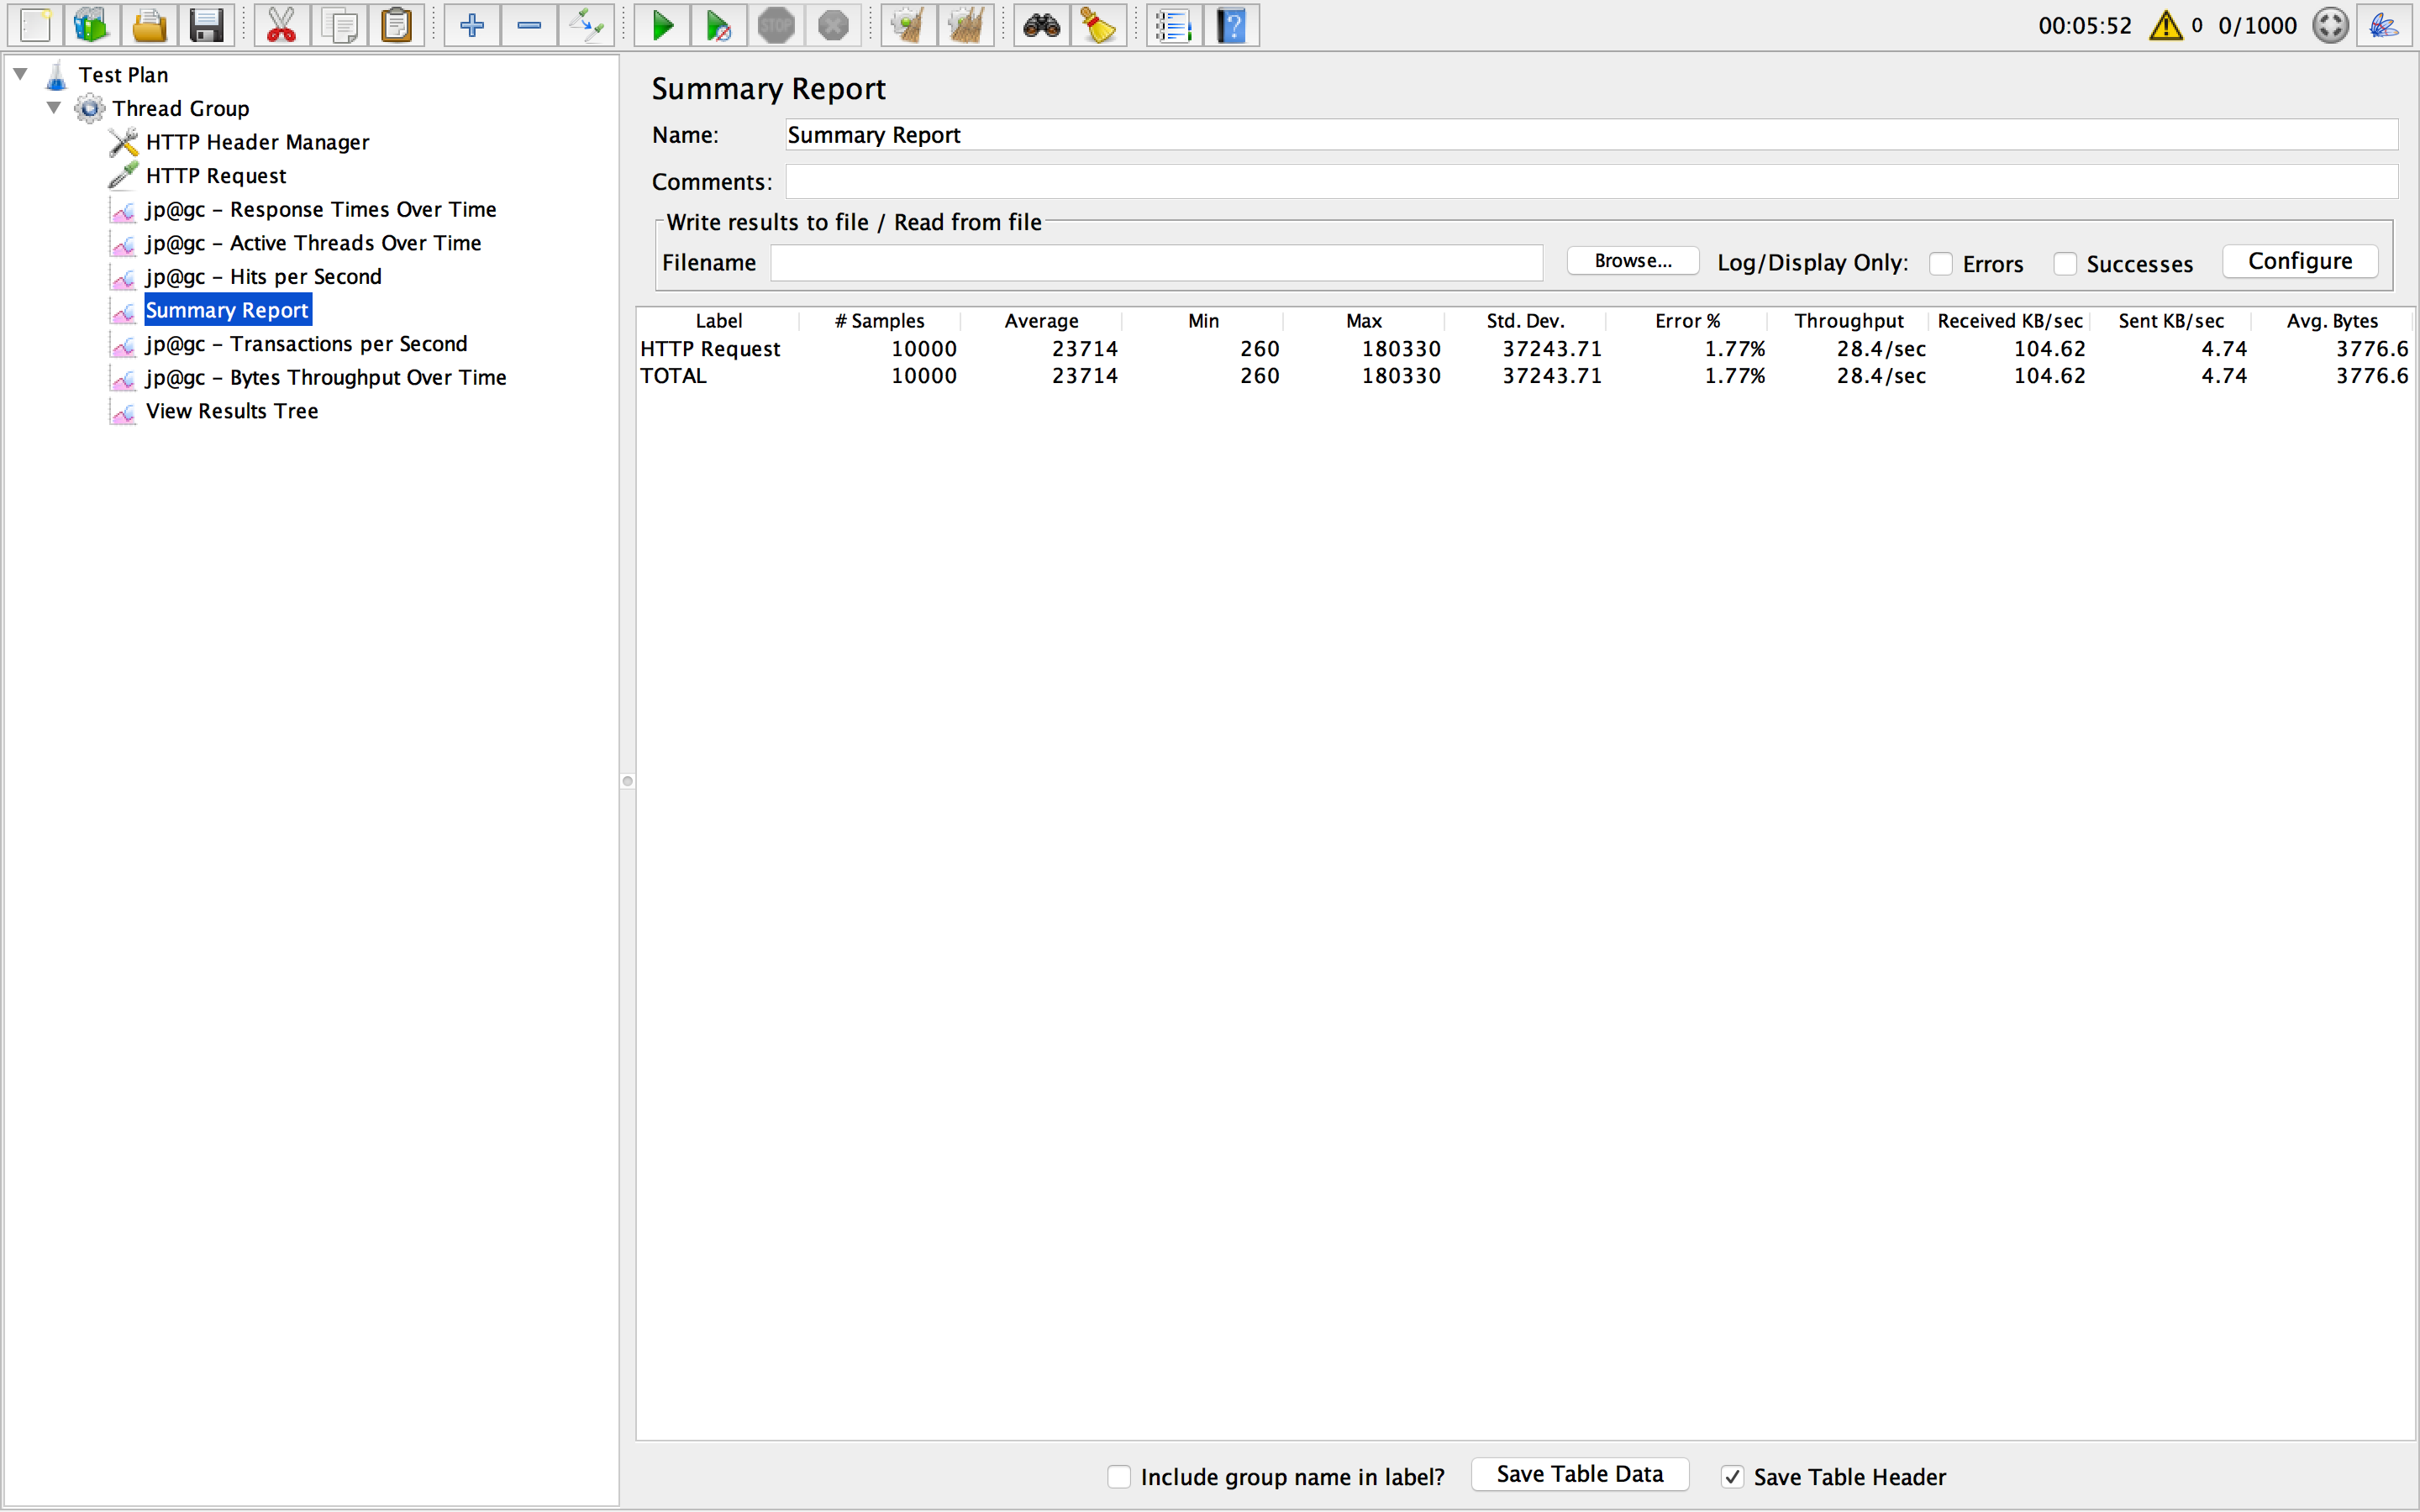 STOP
00:05:52 0 0/1000
Test Plan
Thread Group
HTTP Header Manager
HTTP Request
jp@gc - Response Times Over Time
jp@gc - Active Threads Over Time
jp@gc - Hits per Second
Summary Report
jp@gc - Transactions per Second
jp@gc - Bytes Throughput Over Time
View Results Tree
Summary Report
Name: Summary Report
Comments:
Write results to file / Read from file
Filename Browse... Log/Display Only: Errors Successes Configure
Label # Samples Average Min Max Std. Dev. Error % Throughput Received KB/sec Sent KB/sec Avg. Bytes
HTTP Request 10000 23714 260 180330 37243.71 1.77% 28.4/sec 104.62 4.74 3776.6
TOTAL 10000 23714 260 180330 37243.71 1.77% 28.4/sec 104.62 4.74 3776.6
Include group name in label? Save Table Data Save Table Header